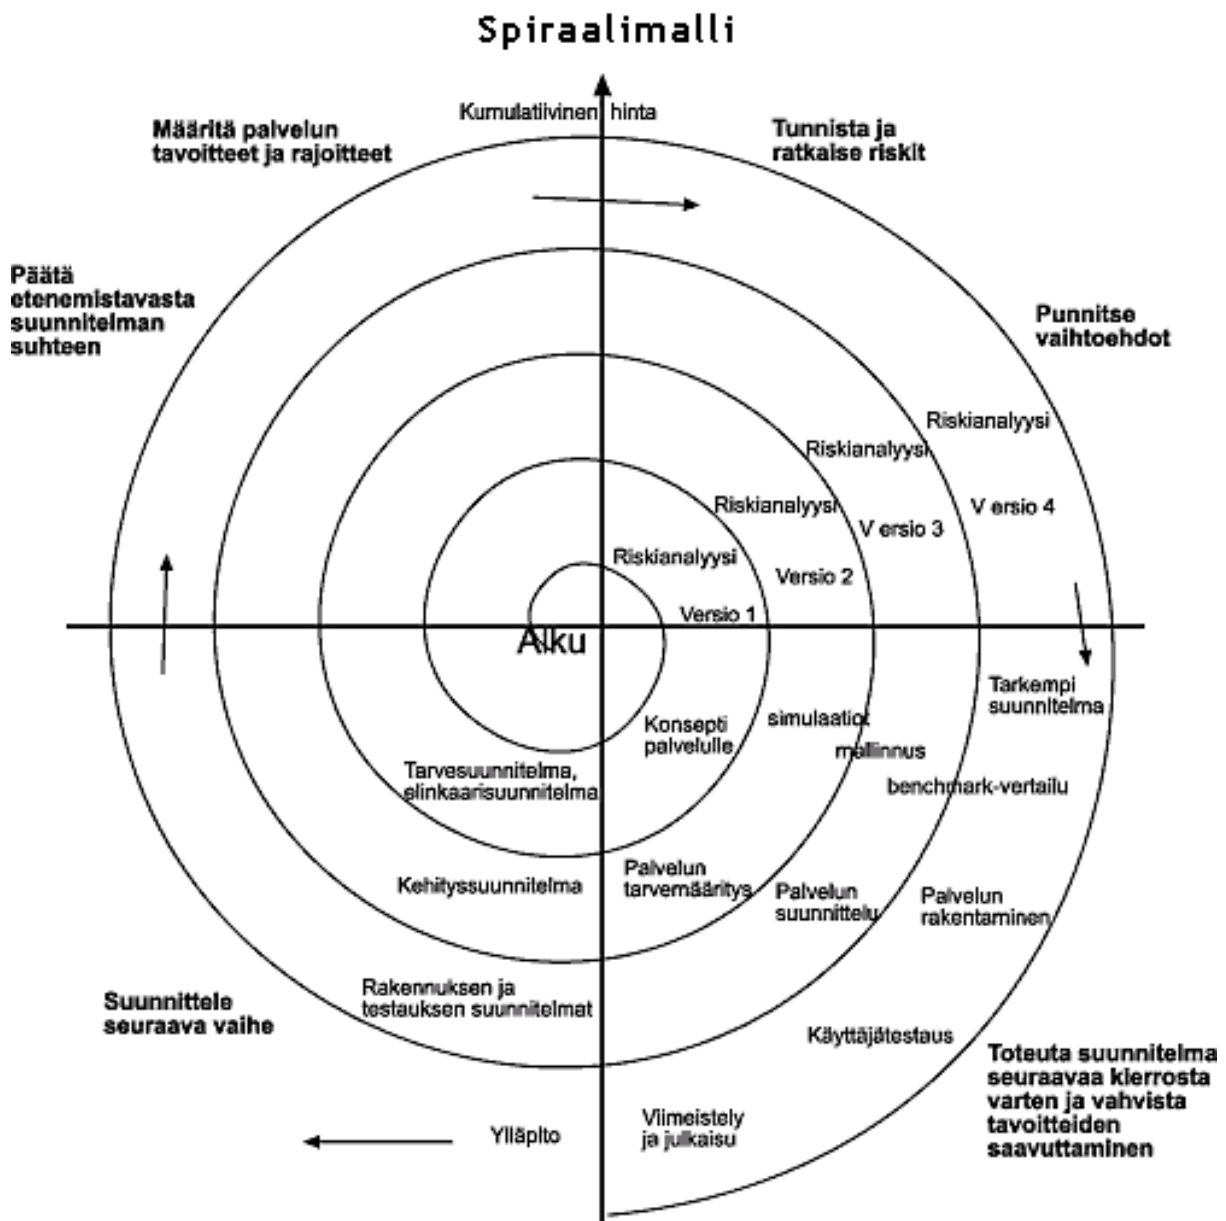 Spiraalimalli
Kumulatiivinen hinta
Määritä palvelun
tavoitteet ja rajoitteet
Tunnista ja
ratkaise riskit
Päätä
etenemistavasta
suunnitelman
suhteen
Punnitse
vaihtoehdot
Riskianalyysi
Riskianalyysi
Riskianalyysi
Riskianalyysi
V ersio 4
V ersio 3
Versio 2
Versio 1
Alku
Tarkempi
suunnitelma
Konsepti
palvelulle
simulaatiot
mallinnus
benchmark-vertailu
Tarvesuunnitelma,
elinkaarisuunnitelma
Kehityssuunnitelma
Palvelun
tarvemääritys
Palvelun
suunnittelu
Palvelun
rakentaminen
Rakennuksen ja
testauksen suunnitelmat
Suunnittele
seuraava vaihe
Käyttäjätestaus
Toteuta suunnitelma
seuraavaa kierrosta
varten ja vahvista
tavoitteiden
saavuttaminen
Ylläpito
Viimeistely
ja julkaisu